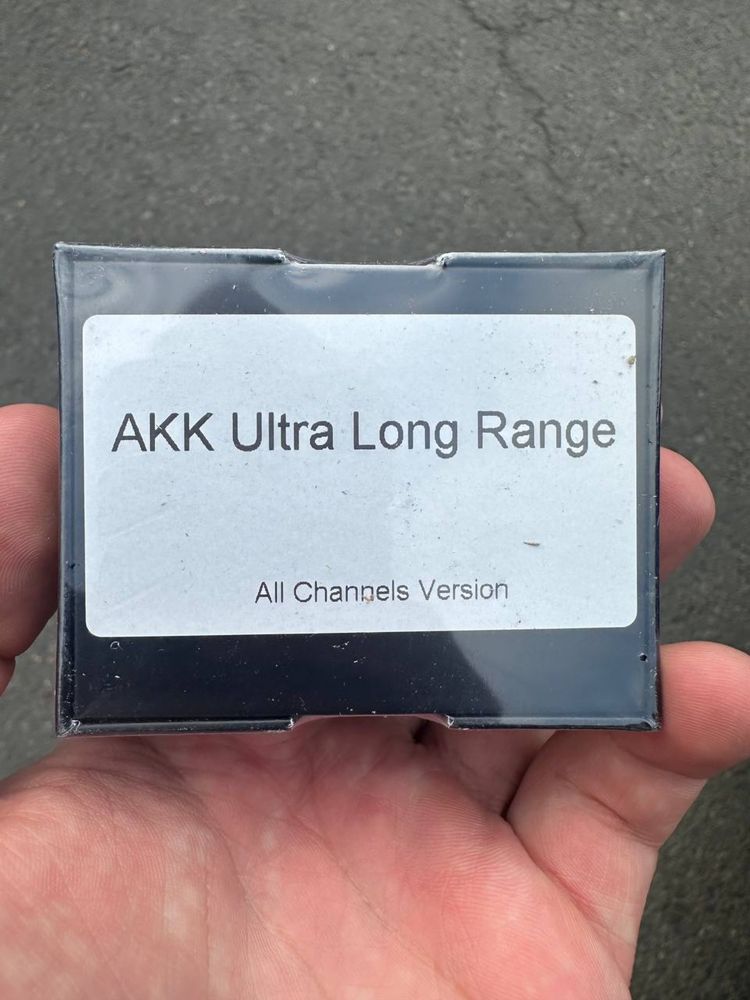 AKK Ultra Long Range
All Channels Version